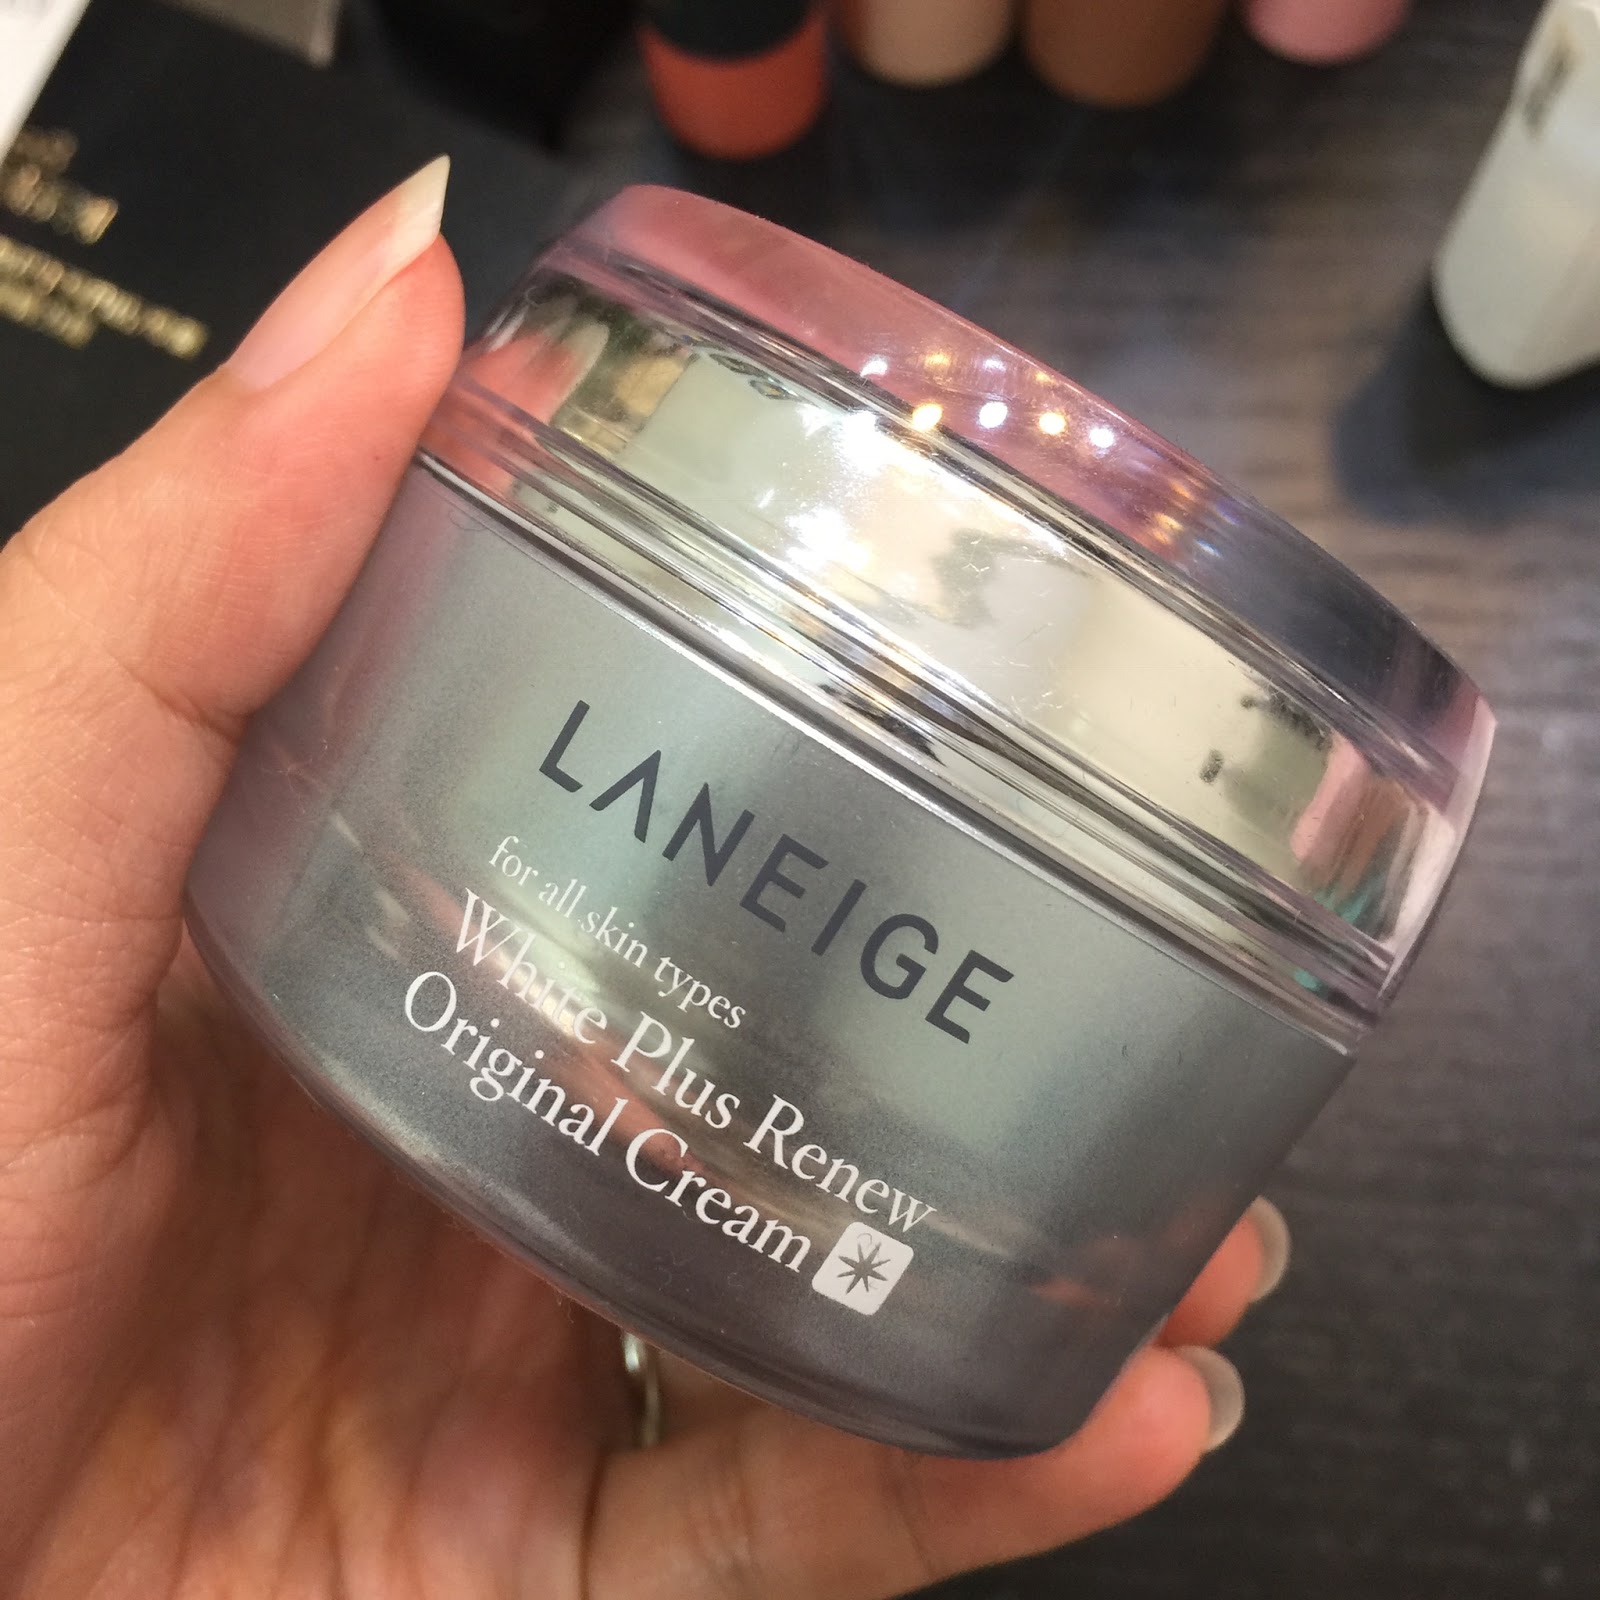 LANEIGE
for all skin types
White Plus Renew
Original Cream